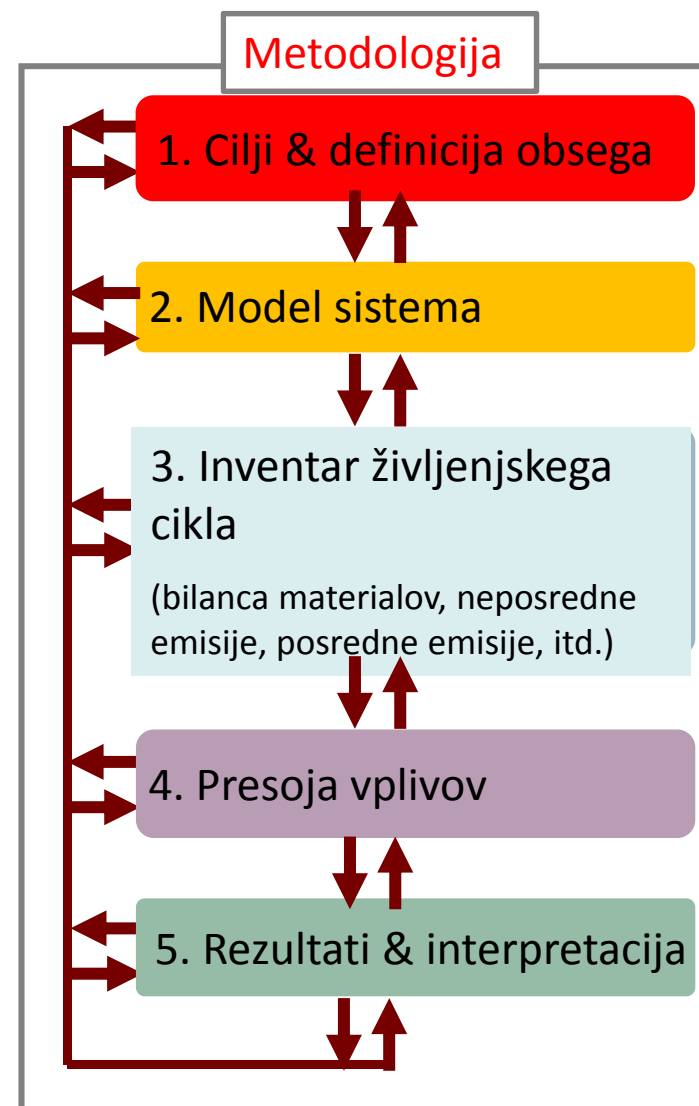 Metodologija
1. Cilji & definicija obsega
2. Model sistema
3. Inventar življenjskega
cikla
(bilanca materialov, neposredne
emisije, posredne emisije, itd.)
4. Presoja vplivov
5. Rezultati & interpretacija